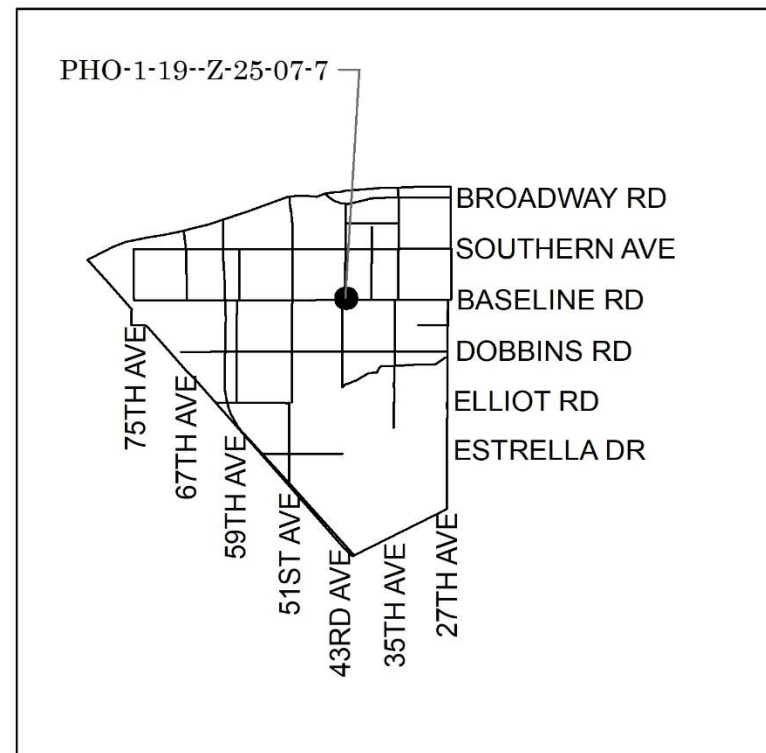 PHO-1-19--Z-25-07-7
BROADWAY RD
SOUTHERN AVE
BASELINE RD
DOBBINS RD
ELLIOT RD
ESTRELLA DR
75TH AVE
67TH AVE
59TH AVE
51ST AVE
43RD AVE
35TH AVE
27TH AVE